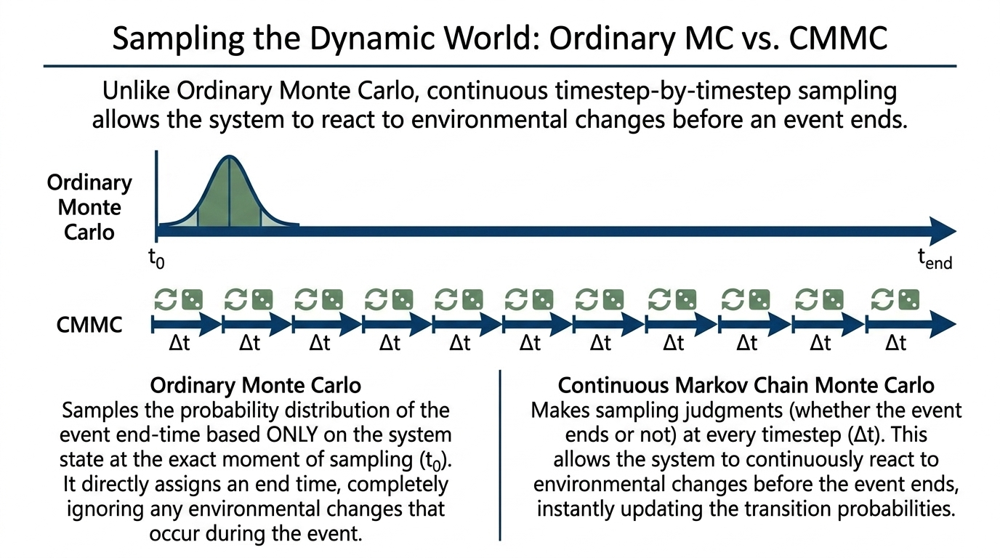 Sampling the Dynamic World: Ordinary MC vs. CMMC
Unlike Ordinary Monte Carlo, continuous timestep-by-timestep sampling
allows the system to react to environmental changes before an event ends.
Ordinary
Monte
Carlo
t₀
t_end
CMMC
Δt Δt Δt Δt Δt Δt Δt Δt Δt Δt Δt
Ordinary Monte Carlo
Samples the probability distribution of the
event end-time based ONLY on the system
state at the exact moment of sampling (t₀).
It directly assigns an end time, completely
ignoring any environmental changes that
occur during the event.
Continuous Markov Chain Monte Carlo
Makes sampling judgments (whether the event
ends or not) at every timestep (Δt). This
allows the system to continuously react to
environmental changes before the event ends,
instantly updating the transition probabilities.